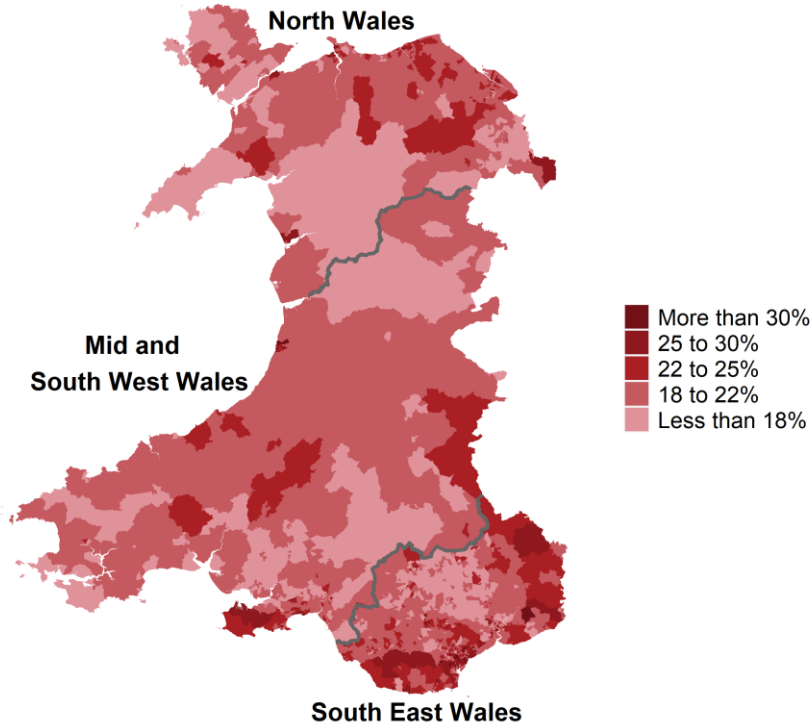 North Wales
Mid and
South West Wales
More than 30%
25 to 30%
22 to 25%
18 to 22%
Less than 18%
South East Wales